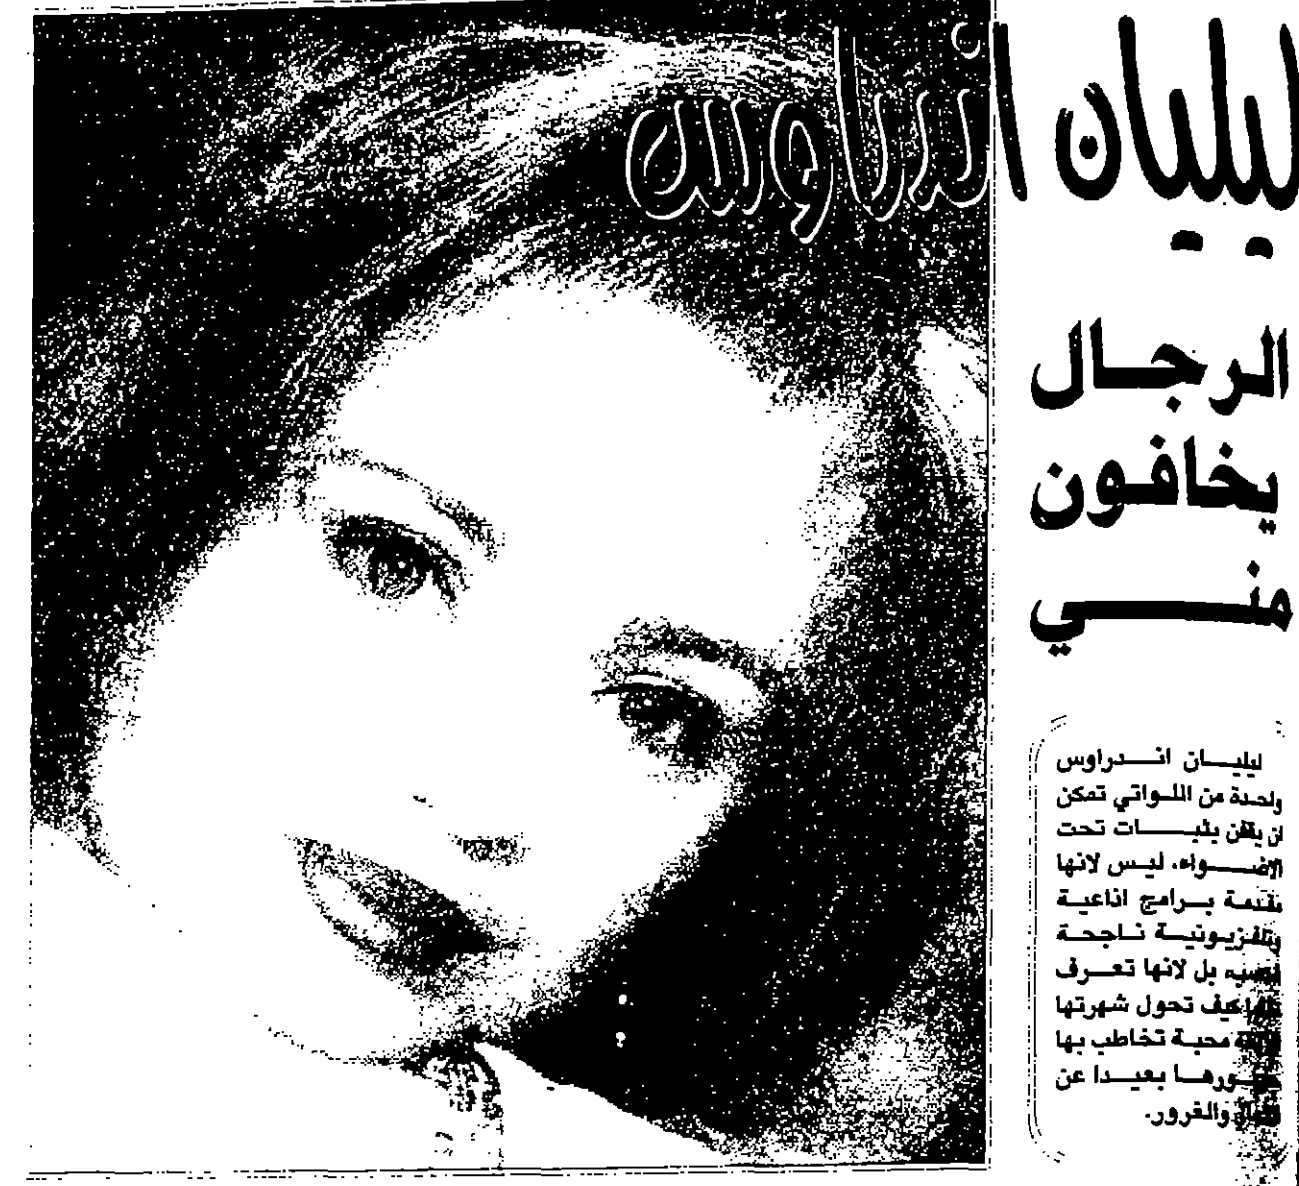 ليليان اندراوس
الرجال
يخافون
مني
ليليان اندراوس
واحدة من اللواتي تمكن
ان يقفن بثبات تحت
الاضواء، ليس لانها
مقدمة برامج اذاعية
وتلفزيونية ناجحة
فحسب بل لانها تعرف
كيف تحول شهرتها
محبة تخاطب بها
بعيدا عن
والغرور.